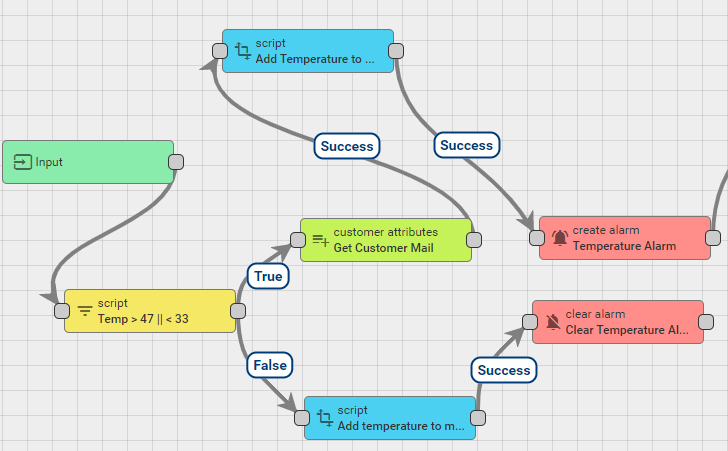 script
Add Temperature to ...
Success
Success
Input
customer attributes
Get Customer Mail
create alarm
Temperature Alarm
True
script
Temp > 47 || < 33
clear alarm
Clear Temperature Al...
False
Success
script
Add temperature to m...